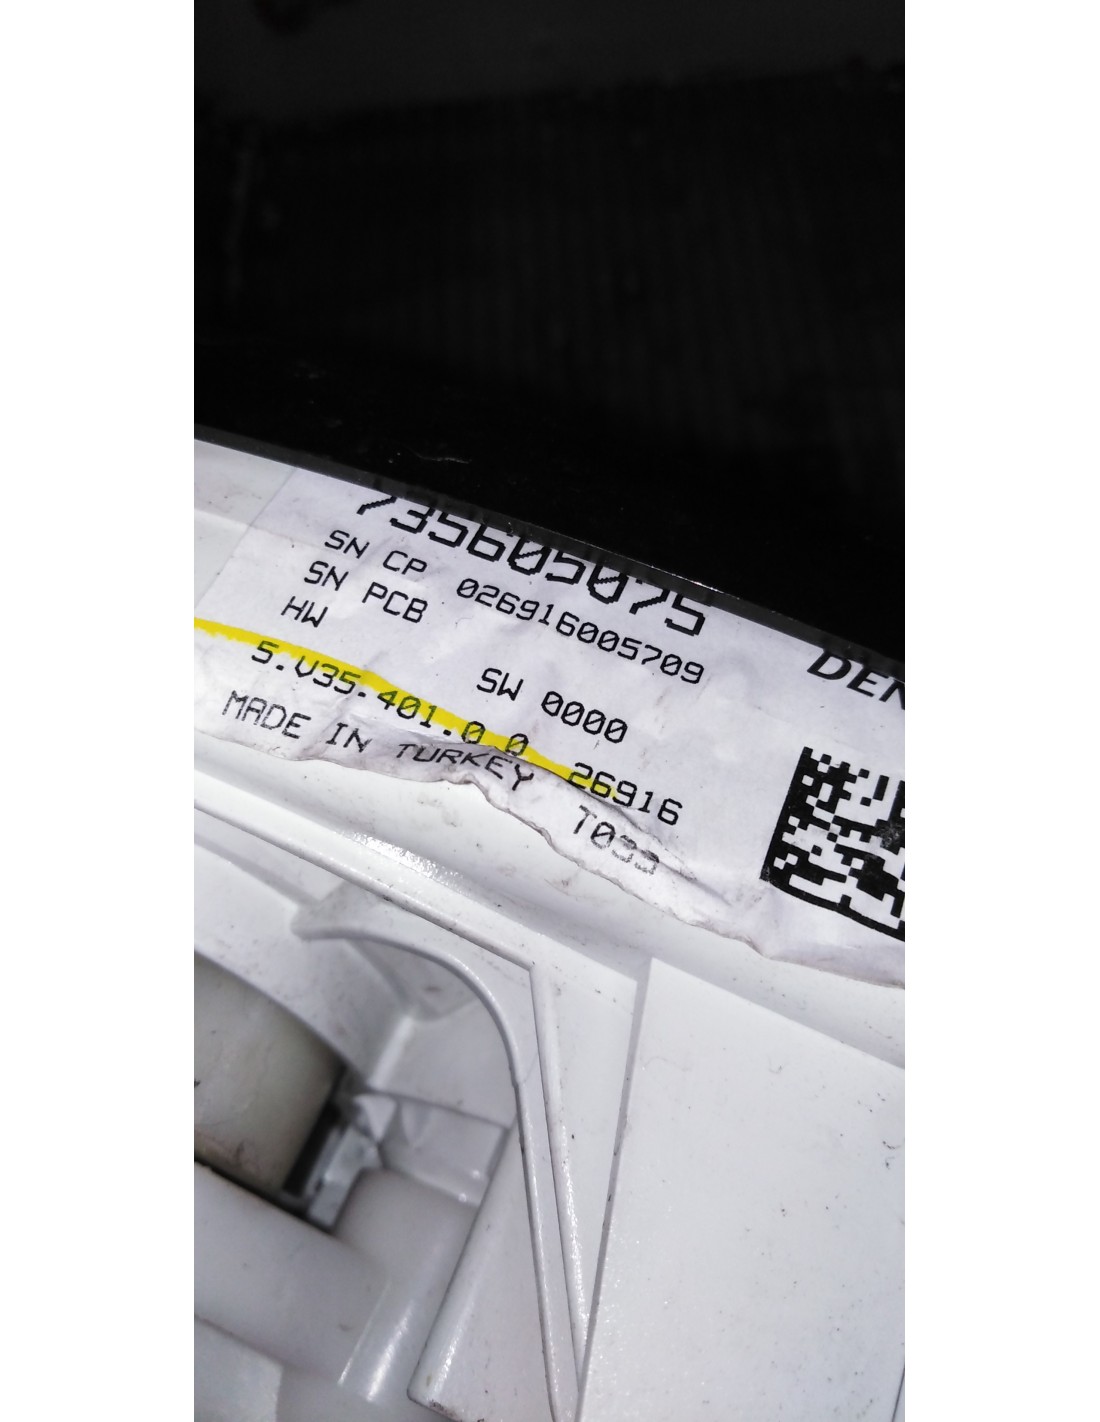 735605075
SN CP 026916005709
SN PCB
HW SW 0000
5.V35.401.0 0 26916
MADE IN TURKEY T033
DEN